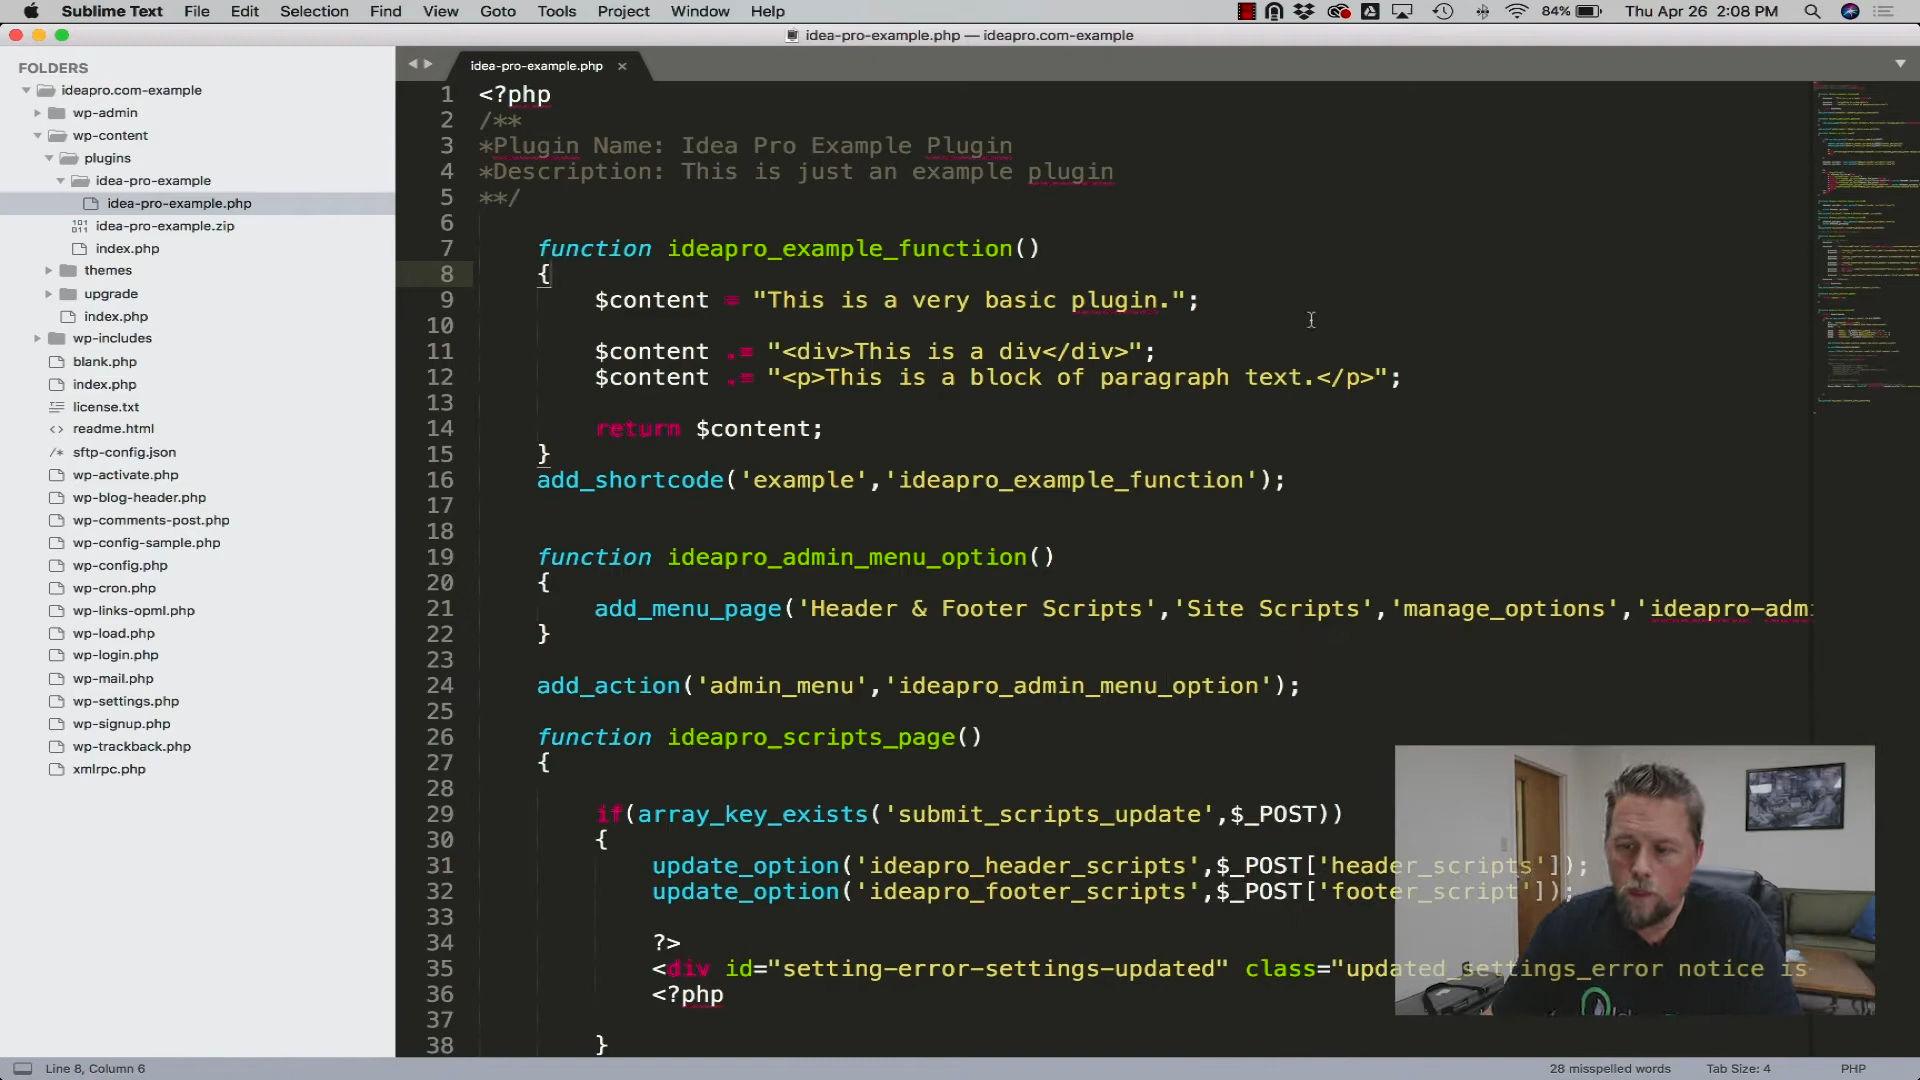 Sublime Text File Edit Selection Find View Goto Tools Project Window Help 84% Thu Apr 26 2:08 PM
idea-pro-example.php — ideapro.com-example
FOLDERS
ideapro.com-example
wp-admin
wp-content
plugins
idea-pro-example
idea-pro-example.php
idea-pro-example.zip
index.php
themes
upgrade
index.php
wp-includes
blank.php
index.php
license.txt
<> readme.html
/* sftp-config.json
wp-activate.php
wp-blog-header.php
wp-comments-post.php
wp-config-sample.php
wp-config.php
wp-cron.php
wp-links-opml.php
wp-load.php
wp-login.php
wp-mail.php
wp-settings.php
wp-signup.php
wp-trackback.php
xmlrpc.php
idea-pro-example.php ×
1 <?php
2 /**
3 *Plugin Name: Idea Pro Example Plugin
4 *Description: This is just an example plugin
5 **/
6
7 function ideapro_example_function()
8 {
9 $content = "This is a very basic plugin.";
10
11 $content .= "<div>This is a div</div>";
12 $content .= "<p>This is a block of paragraph text.</p>";
13
14 return $content;
15 }
16 add_shortcode('example','ideapro_example_function');
17
18
19 function ideapro_admin_menu_option()
20 {
21 add_menu_page('Header & Footer Scripts','Site Scripts','manage_options','ideapro-adm
22 }
23
24 add_action('admin_menu','ideapro_admin_menu_option');
25
26 function ideapro_scripts_page()
27 {
28
29 if(array_key_exists('submit_scripts_update',$_POST))
30 {
31 update_option('ideapro_header_scripts',$_POST['header_scripts']);
32 update_option('ideapro_footer_scripts',$_POST['footer_script']);
33
34 ?>
35 <div id="setting-error-settings-updated" class="updated_settings_error notice is
36 <?php
37
38 }
Line 8, Column 6 28 misspelled words Tab Size: 4 PHP